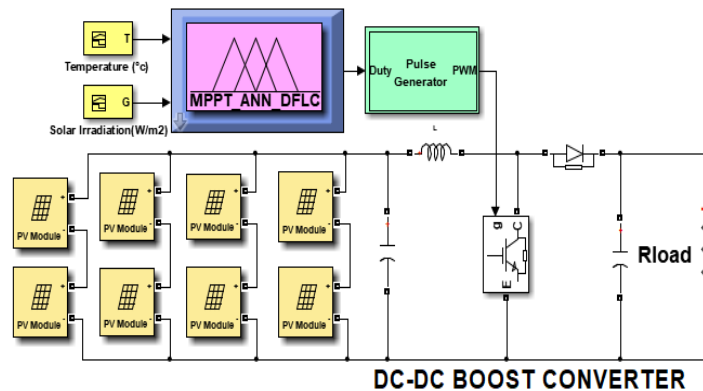 T
Temperature (°c)
G
Solar Irradiation(W/m2)
MPPT_ANN_DFLC
Duty
Pulse
Generator
PWM
L
+
-
PV Module
+
-
PV Module
+
-
PV Module
+
-
PV Module
+
-
PV Module
+
-
PV Module
+
-
PV Module
+
-
PV Module
g
C
E
Rload
DC-DC BOOST CONVERTER